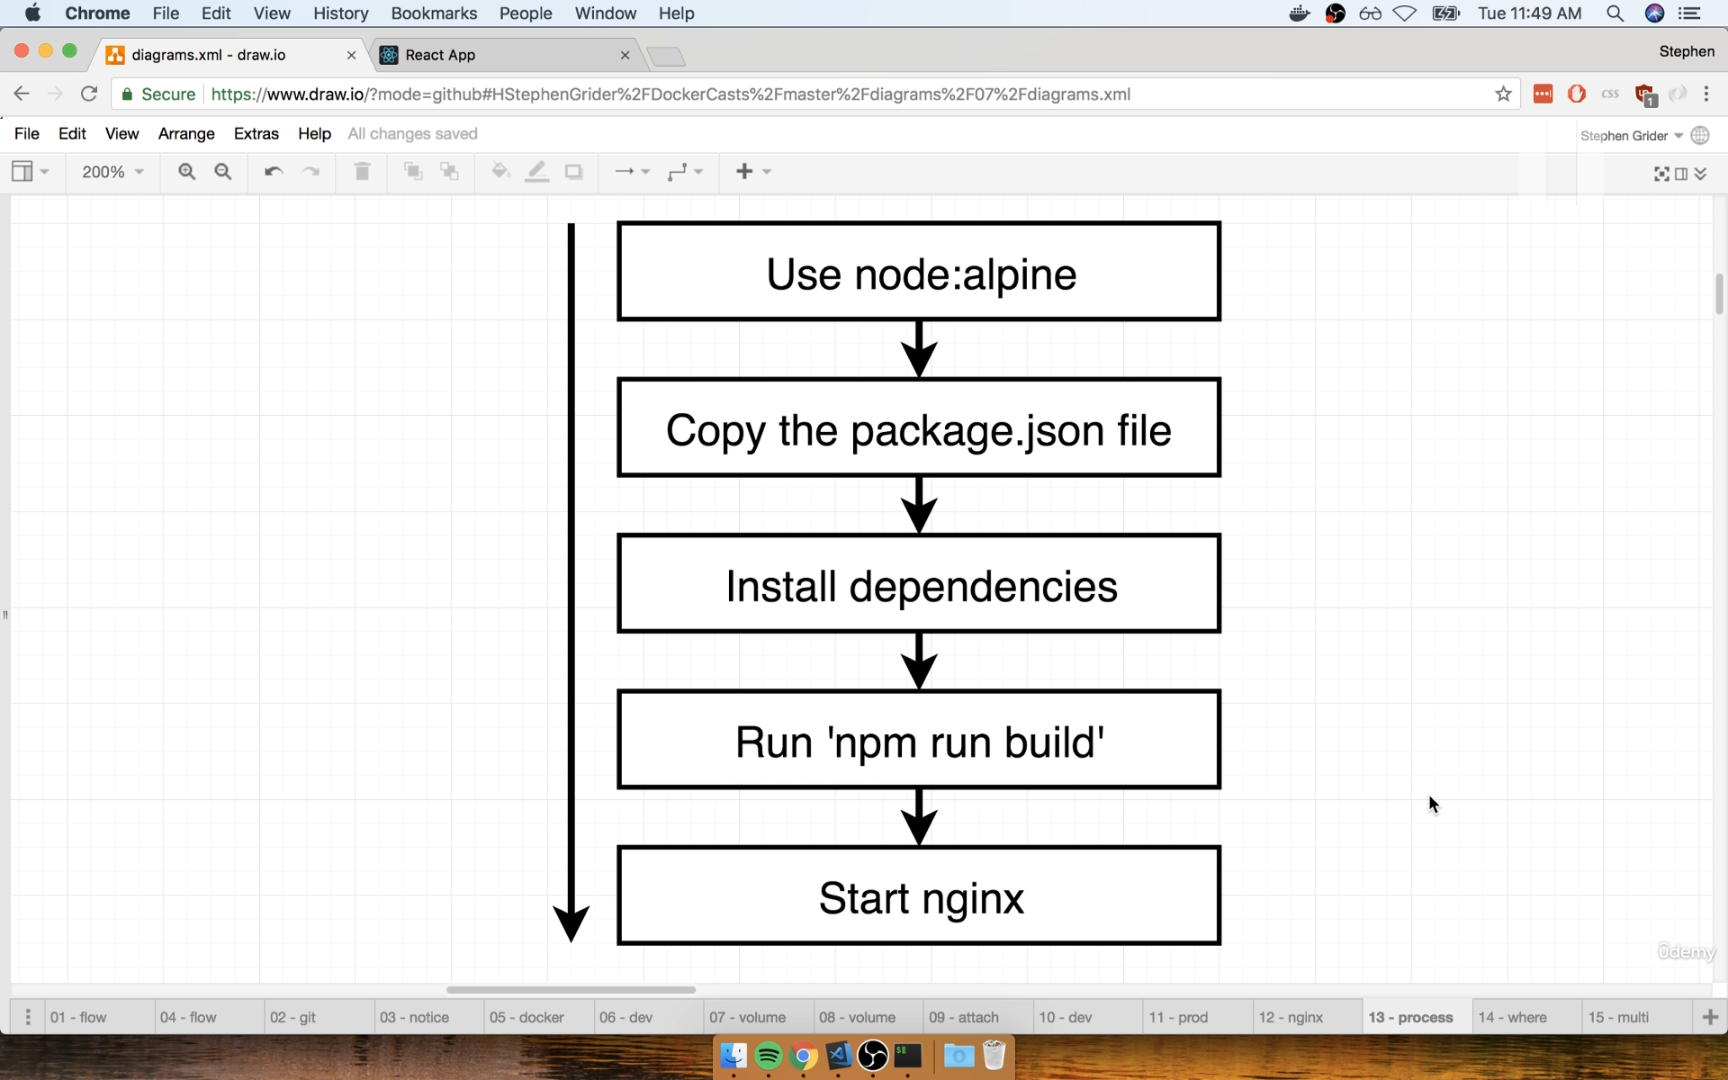 Chrome File Edit View History Bookmarks People Window Help Tue 11:49 AM
diagrams.xml - draw.io React App Stephen
Secure https://www.draw.io/?mode=github#HStephenGrider%2FDockerCasts%2Fmaster%2Fdiagrams%2F07%2Fdiagrams.xml css 1
File Edit View Arrange Extras Help All changes saved Stephen Grider
200%
Use node:alpine
Copy the package.json file
Install dependencies
Run 'npm run build'
Start nginx
ûdemy
01 - flow 04 - flow 02 - git 03 - notice 05 - docker 06 - dev 07 - volume 08 - volume 09 - attach 10 - dev 11 - prod 12 - nginx 13 - process 14 - where 15 - multi